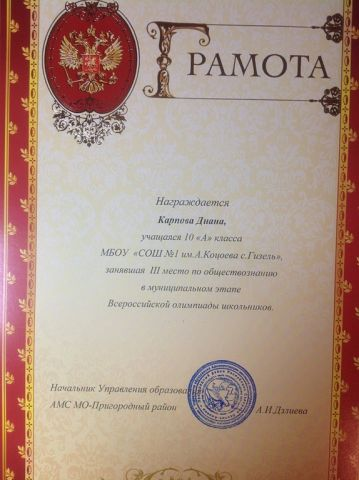 ГРАМОТА
Награждается
Карпова Диана,
учащаяся 10 «А» класса
МБОУ «СОШ №1 им.А.Коцоева с.Гизель»,
занявшая III место по обществознанию
в муниципальном этапе
Всероссийской олимпиады школьников.
Начальник Управления образова
АМС МО-Пригородный район А.И.Дзлиева